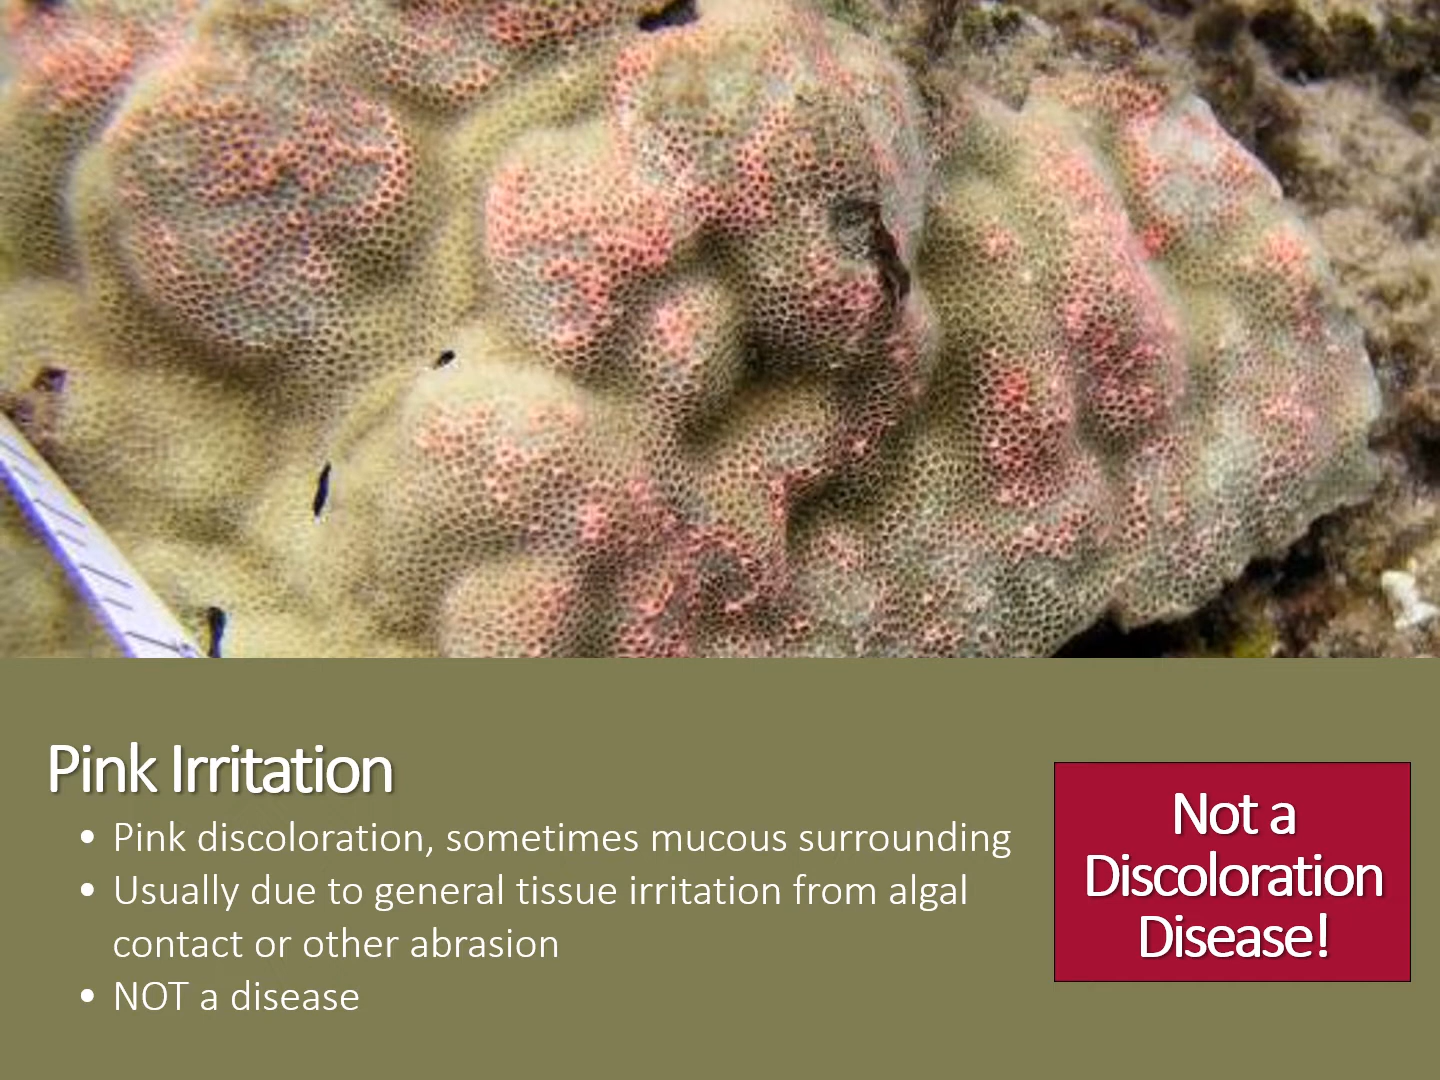 Pink Irritation
• Pink discoloration, sometimes mucous surrounding
• Usually due to general tissue irritation from algal
contact or other abrasion
• NOT a disease
Not a
Discoloration
Disease!